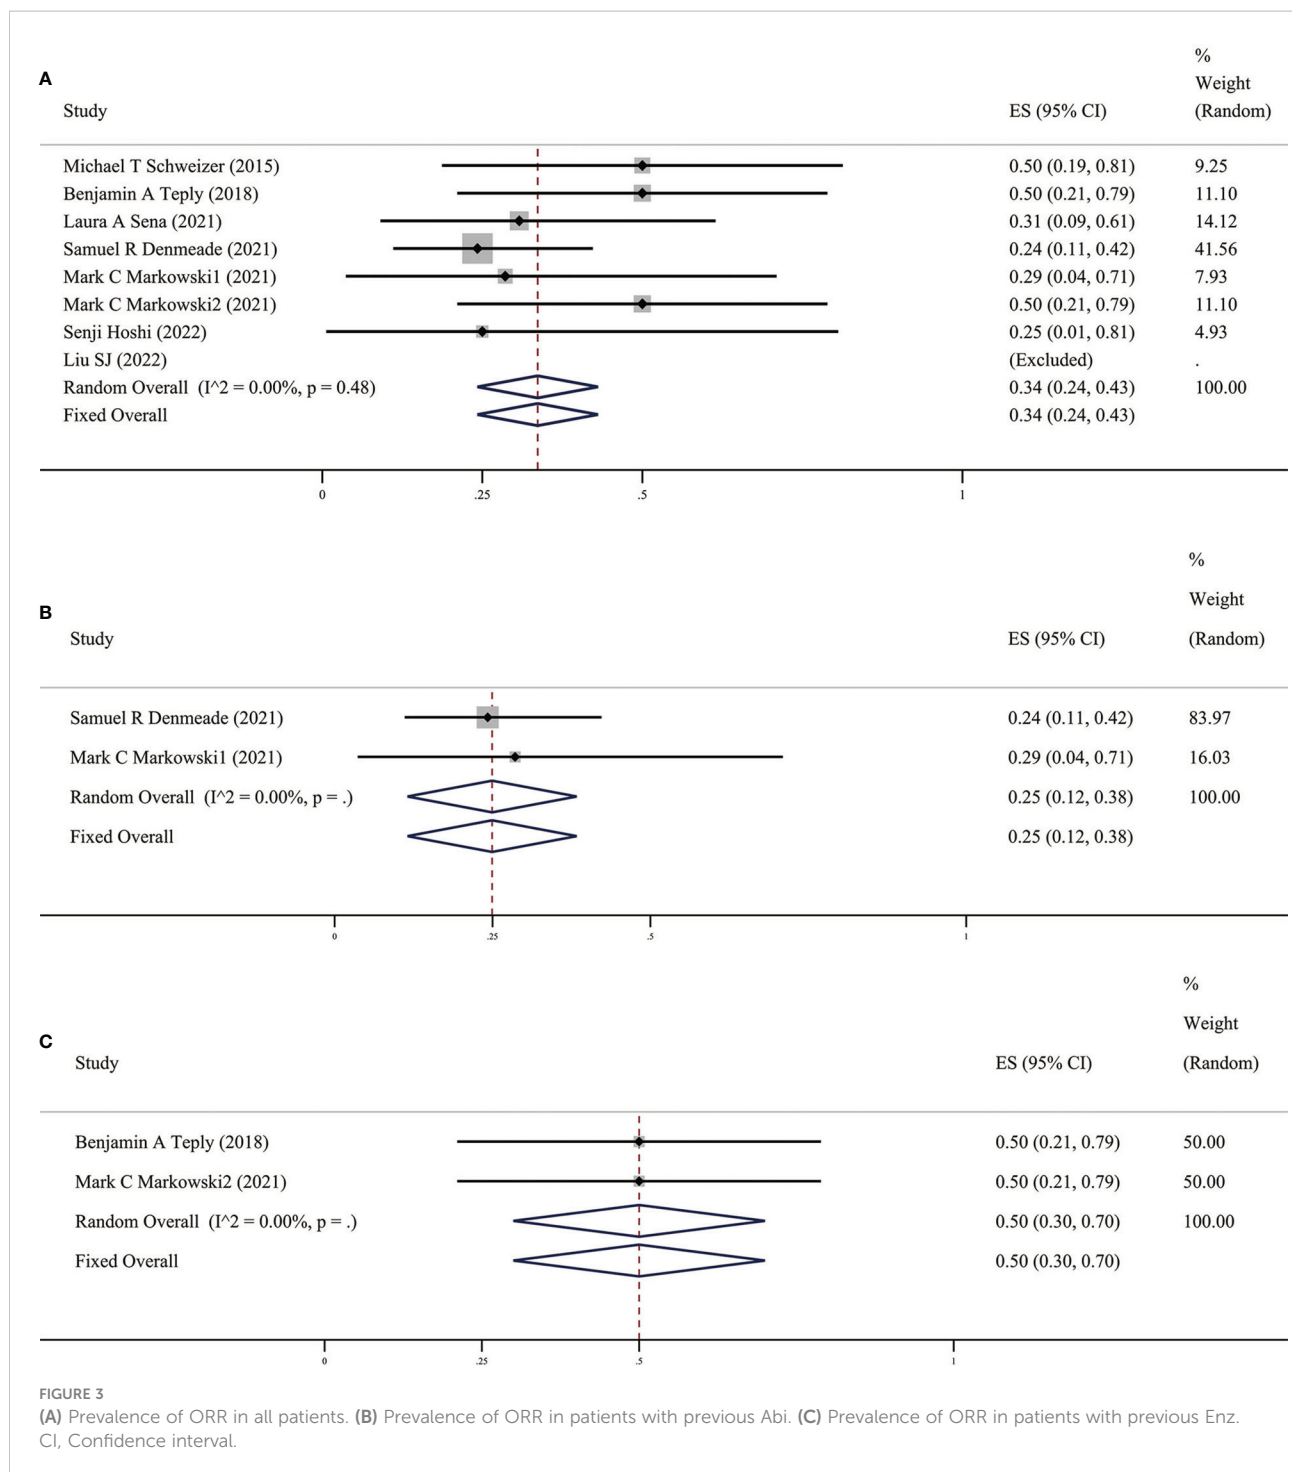 A
Study ES (95% CI) % Weight (Random)
Michael T Schweizer (2015) 0.50 (0.19, 0.81) 9.25
Benjamin A Teply (2018) 0.50 (0.21, 0.79) 11.10
Laura A Sena (2021) 0.31 (0.09, 0.61) 14.12
Samuel R Denmeade (2021) 0.24 (0.11, 0.42) 41.56
Mark C Markowski1 (2021) 0.29 (0.04, 0.71) 7.93
Mark C Markowski2 (2021) 0.50 (0.21, 0.79) 11.10
Senji Hoshi (2022) 0.25 (0.01, 0.81) 4.93
Liu SJ (2022) (Excluded) .
Random Overall (I^2 = 0.00%, p = 0.48) 0.34 (0.24, 0.43) 100.00
Fixed Overall 0.34 (0.24, 0.43)
0 .25 .5 1
B
Study ES (95% CI) % Weight (Random)
Samuel R Denmeade (2021) 0.24 (0.11, 0.42) 83.97
Mark C Markowski1 (2021) 0.29 (0.04, 0.71) 16.03
Random Overall (I^2 = 0.00%, p = .) 0.25 (0.12, 0.38) 100.00
Fixed Overall 0.25 (0.12, 0.38)
0 .25 .5 1
C
Study ES (95% CI) % Weight (Random)
Benjamin A Teply (2018) 0.50 (0.21, 0.79) 50.00
Mark C Markowski2 (2021) 0.50 (0.21, 0.79) 50.00
Random Overall (I^2 = 0.00%, p = .) 0.50 (0.30, 0.70) 100.00
Fixed Overall 0.50 (0.30, 0.70)
0 .25 .5 1
FIGURE 3
(A) Prevalence of ORR in all patients. (B) Prevalence of ORR in patients with previous Abi. (C) Prevalence of ORR in patients with previous Enz.
CI, Confidence interval.